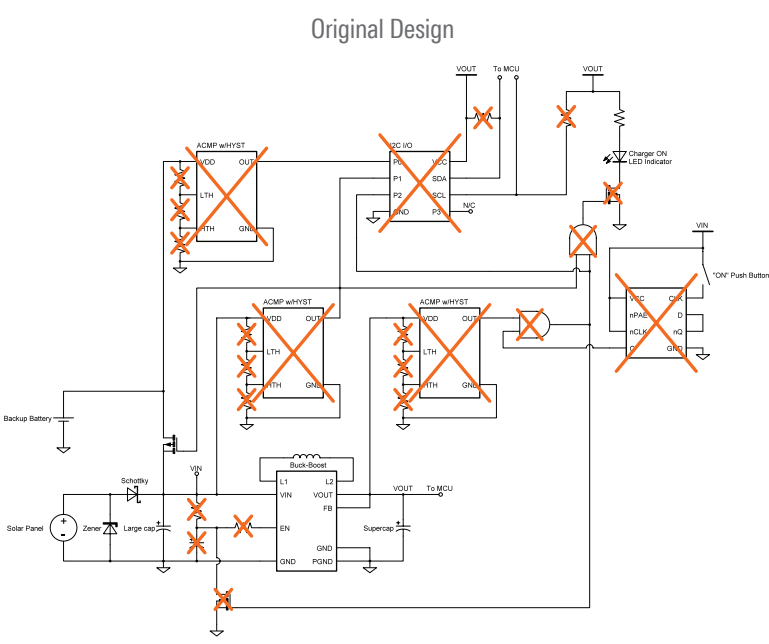 Original Design
VOUT
To MCU
VOUT
ACMP w/HYST
VDD
OUT
LTH
HTH
GND
I2C I/O
P0
VCC
P1
SDA
P2
SCL
GND
P3
N/C
Charger ON
LED Indicator
VIN
"ON" Push Button
VCC
CLK
nPAE
D
nCLK
nQ
Q
GND
ACMP w/HYST
VDD
OUT
LTH
HTH
GND
ACMP w/HYST
VDD
OUT
LTH
HTH
GND
Backup Battery
Schottky
VIN
Buck-Boost
L1
L2
VIN
VOUT
FB
EN
GND
GND
PGND
VOUT
To MCU
Solar Panel
+
-
Zener
Large cap
+
+
Supercap
+